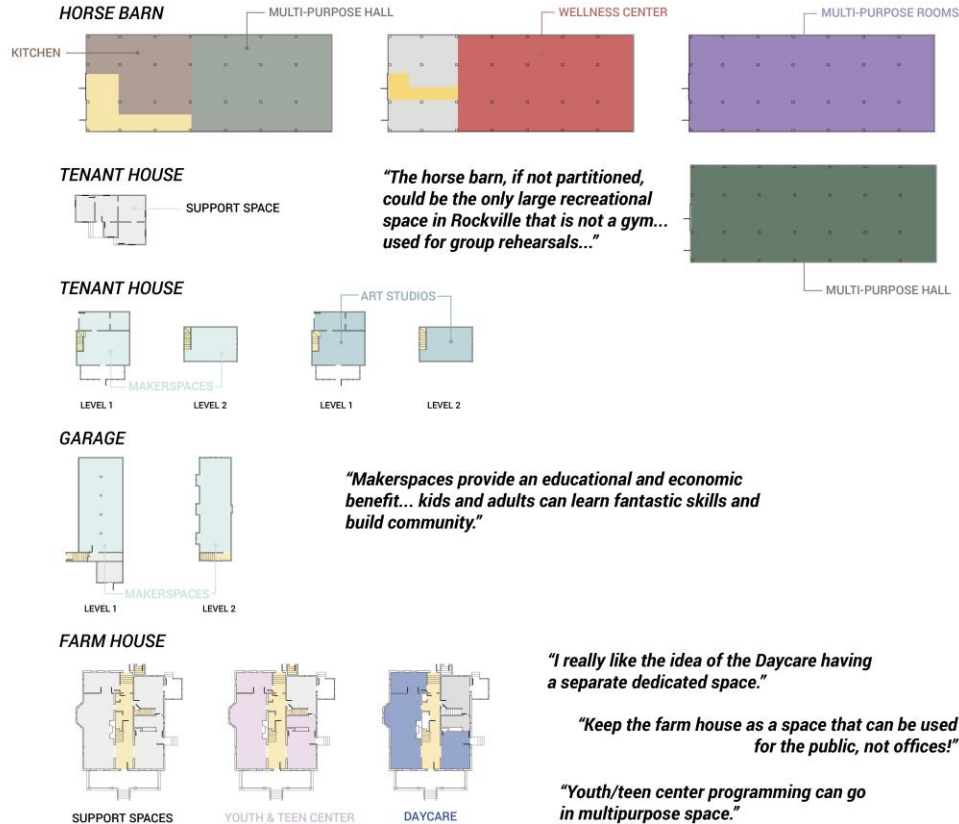 HORSE BARN
MULTI-PURPOSE HALL
WELLNESS CENTER
MULTI-PURPOSE ROOMS
KITCHEN
TENANT HOUSE
SUPPORT SPACE
“The horse barn, if not partitioned,
could be the only large recreational
space in Rockville that is not a gym...
used for group rehearsals...”
MULTI-PURPOSE HALL
TENANT HOUSE
ART STUDIOS
MAKERSPACES
LEVEL 1
LEVEL 2
LEVEL 1
LEVEL 2
GARAGE
“Makerspaces provide an educational and economic
benefit... kids and adults can learn fantastic skills and
build community.”
MAKERSPACES
LEVEL 1
LEVEL 2
FARM HOUSE
“I really like the idea of the Daycare having
a separate dedicated space.”
“Keep the farm house as a space that can be used
for the public, not offices!”
“Youth/teen center programming can go
in multipurpose space.”
SUPPORT SPACES
YOUTH & TEEN CENTER
DAYCARE